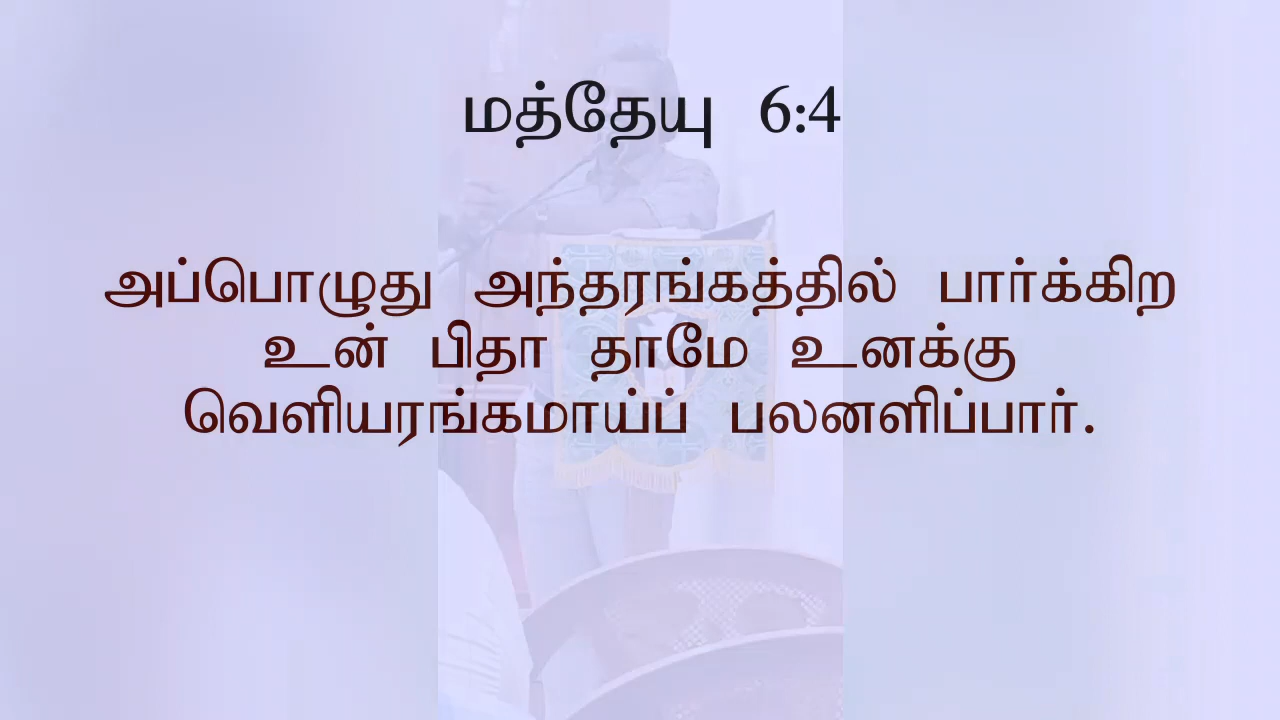 மத்தேயு 6:4
அப்பொழுது அந்தரங்கத்தில் பார்க்கிற
உன் பிதா தாமே உனக்கு
வெளியரங்கமாய்ப் பலனளிப்பார்.